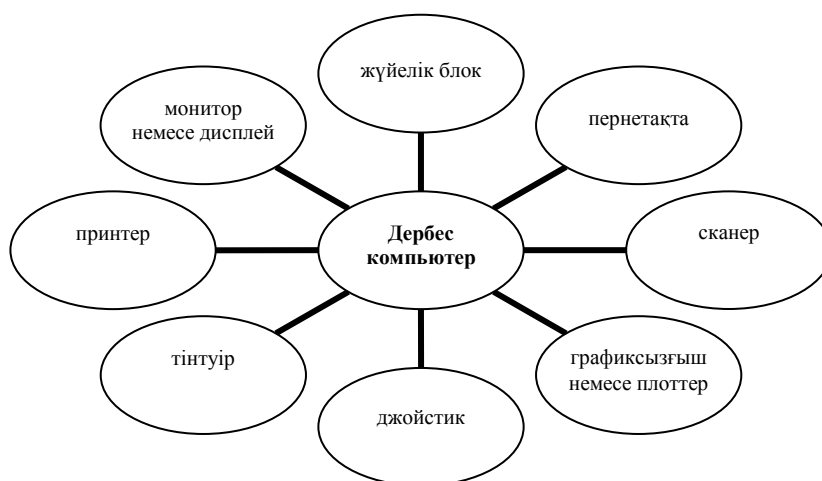 жүйелік блок
монитор
немесе дисплей
пернетақта
принтер
Дербес
компьютер
сканер
тінтуір
графиксызғыш
немесе плоттер
джойстик